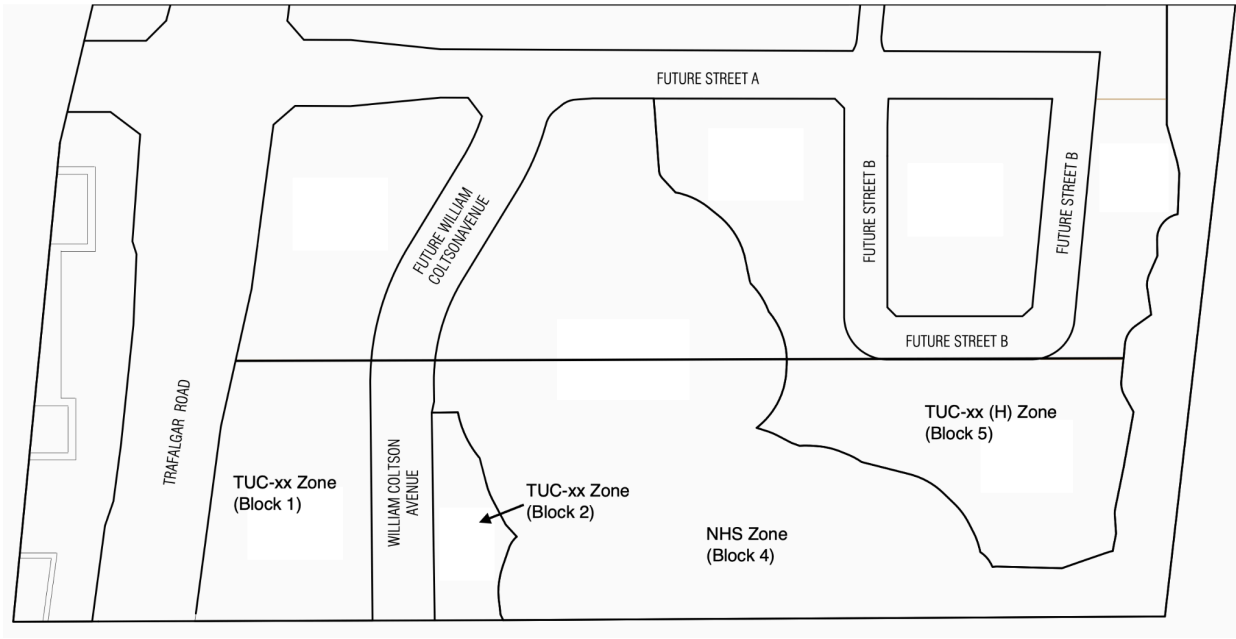 FUTURE STREET A
FUTURE WILLIAM
COLTSONAVENUE
FUTURE STREET B
FUTURE STREET B
FUTURE STREET B
TRAFALGAR ROAD
WILLIAM COLTSON
AVENUE
TUC-xx Zone
(Block 1)
TUC-xx Zone
(Block 2)
NHS Zone
(Block 4)
TUC-xx (H) Zone
(Block 5)